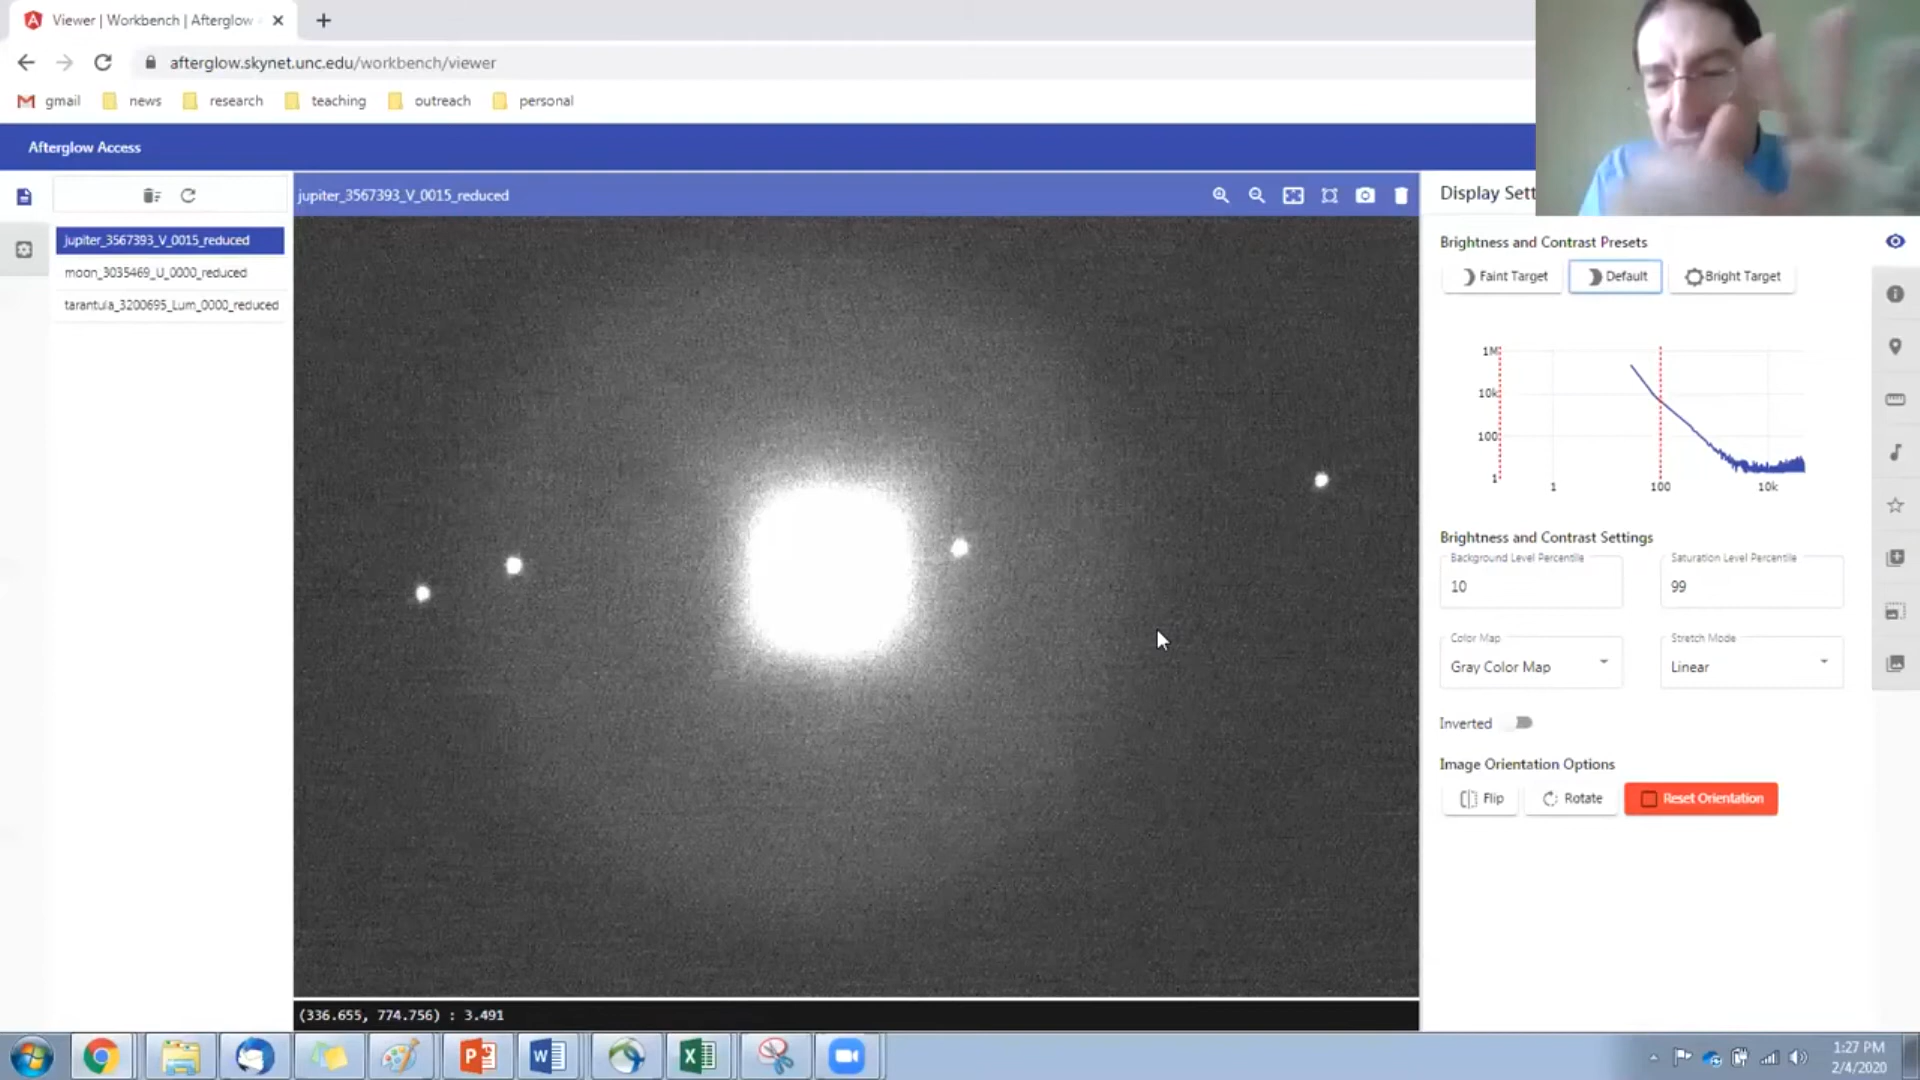 Viewer | Workbench | Afterglow
afterglow.skynet.unc.edu/workbench/viewer
gmail news research teaching outreach personal
Afterglow Access
jupiter_3567393_V_0015_reduced
Display Sett
jupiter_3567393_V_0015_reduced
moon_3035469_U_0000_reduced
tarantula_3200695_Lum_0000_reduced
Brightness and Contrast Presets
Faint Target Default Bright Target
1M
10k
100
1
1 100 10k
Brightness and Contrast Settings
Background Level Percentile Saturation Level Percentile
10 99
Color Map Stretch Mode
Gray Color Map Linear
Inverted
Image Orientation Options
Flip Rotate Reset Orientation
(336.655, 774.756) : 3.491
1:27 PM
2/4/2020